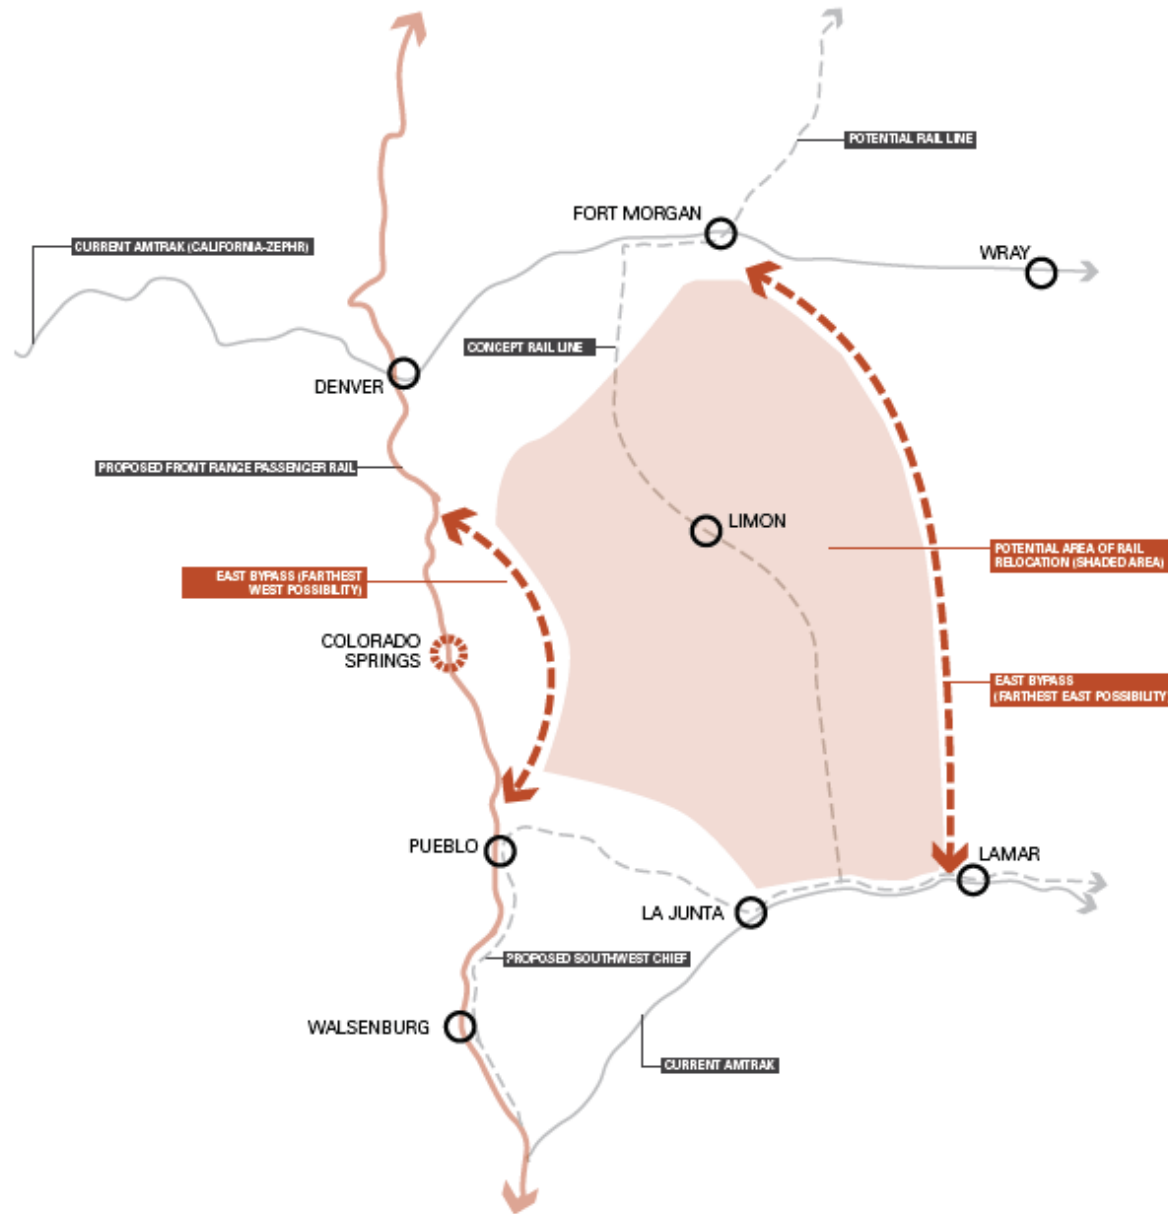 POTENTIAL RAIL LINE
FORT MORGAN
CURRENT AMTRAK (CALIFORNIA-ZEPHR)
WRAY
CONCEPT RAIL LINE
DENVER
PROPOSED FRONT RANGE PASSENGER RAIL
LIMON
POTENTIAL AREA OF RAIL
RELOCATION (SHADED AREA)
EAST BYPASS (FARTHEST
WEST POSSIBILITY)
COLORADO
SPRINGS
EAST BYPASS
(FARTHEST EAST POSSIBILITY
PUEBLO
LAMAR
LA JUNTA
PROPOSED SOUTHWEST CHIEF
WALSENBURG
CURRENT AMTRAK